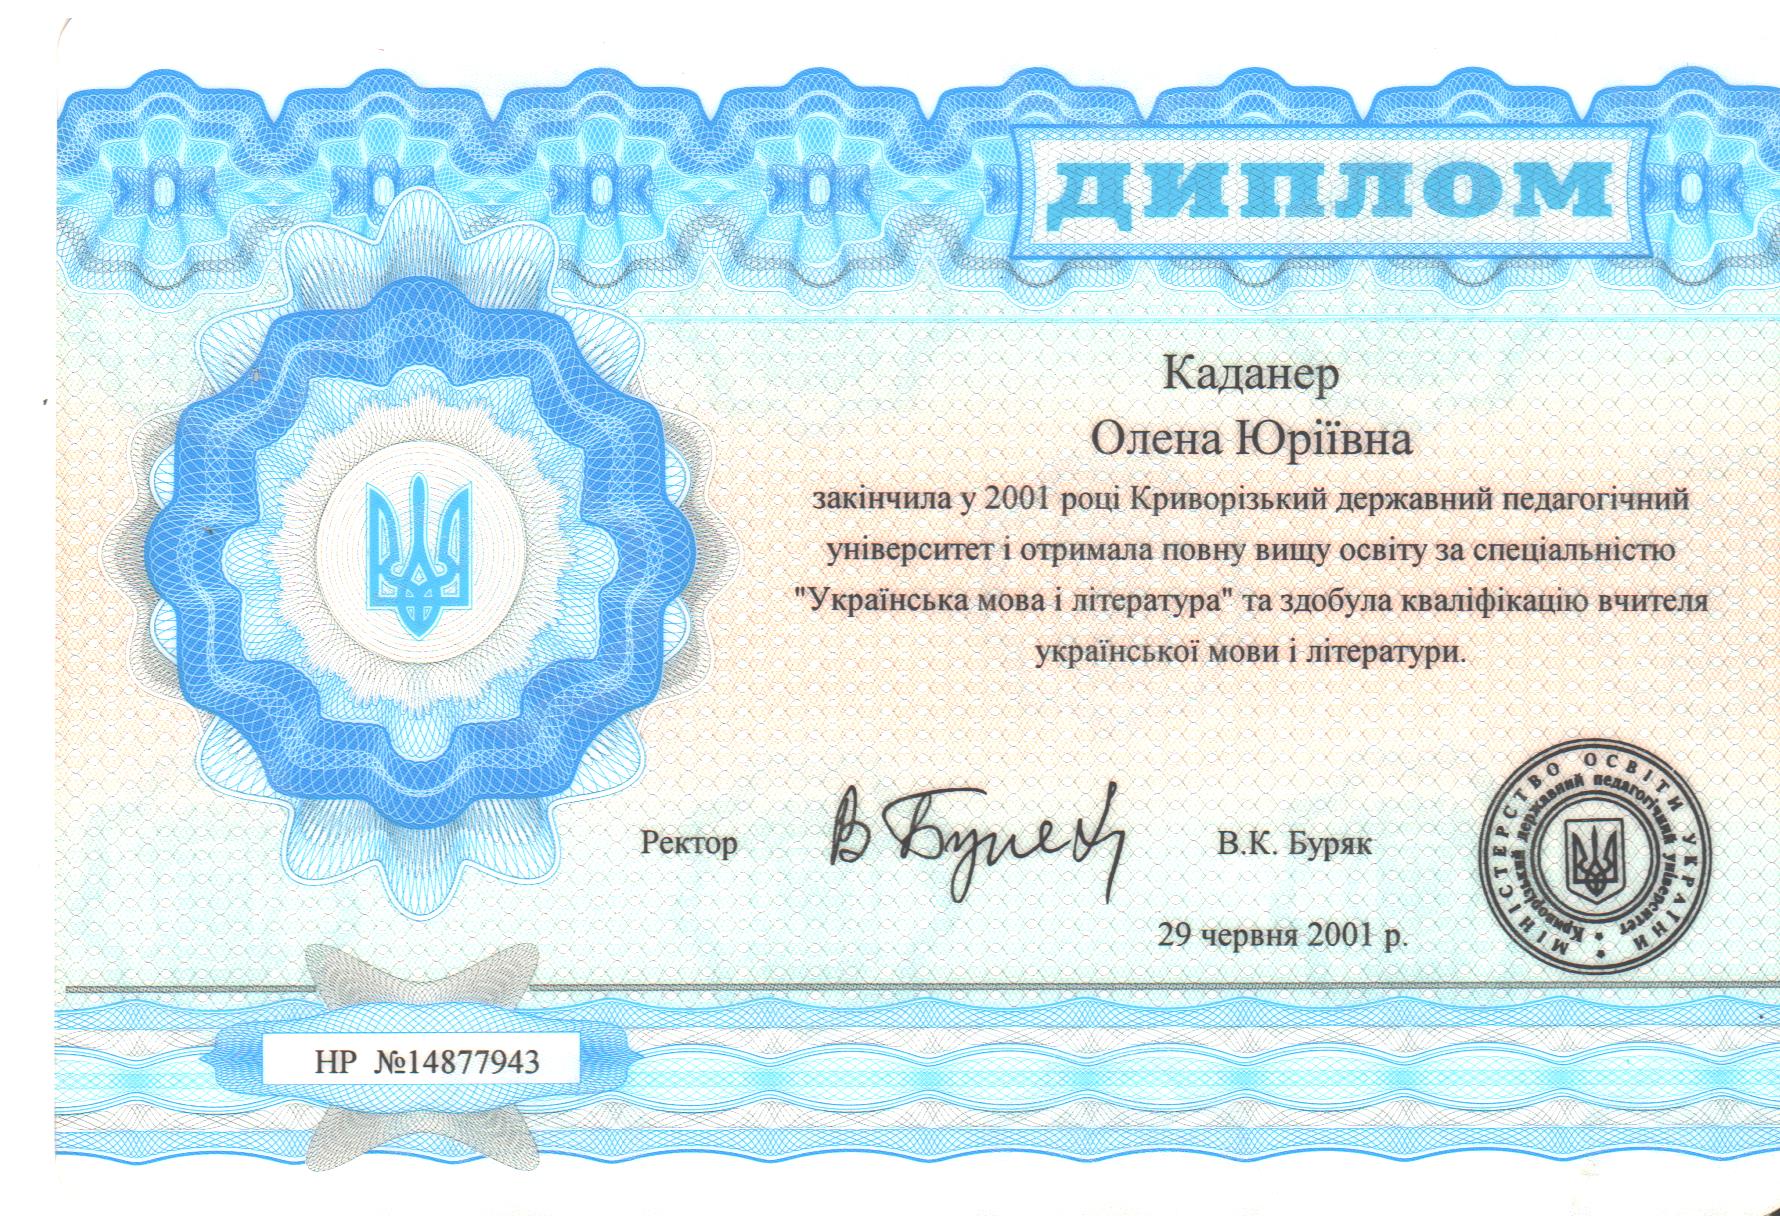 ДИПЛОМ
Каданер
Олена Юріївна
закінчила у 2001 році Криворізький державний педагогічний
університет і отримала повну вищу освіту за спеціальністю
"Українська мова і література" та здобула кваліфікацію вчителя
української мови і літератури.
Ректор
В.К. Буряк
МІНІСТЕРСТВО ОСВІТИ УКРАЇНИ
Криворізький державний педагогічний університет
29 червня 2001 р.
НР №14877943